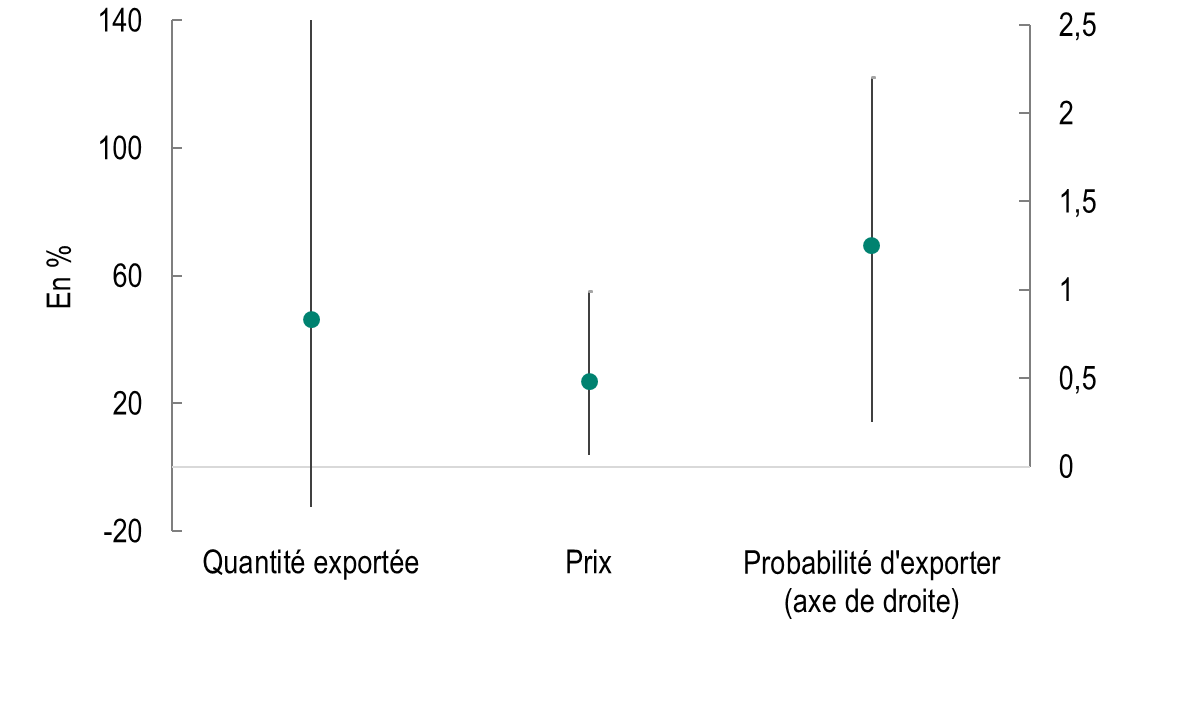 140
100
60
20
-20
En %
2,5
2
1,5
1
0,5
0
Quantité exportée
Prix
Probabilité d'exporter
(axe de droite)